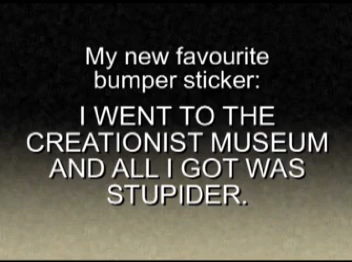 My new favourite
bumper sticker:
I WENT TO THE
CREATIONIST MUSEUM
AND ALL I GOT WAS
STUPIDER.